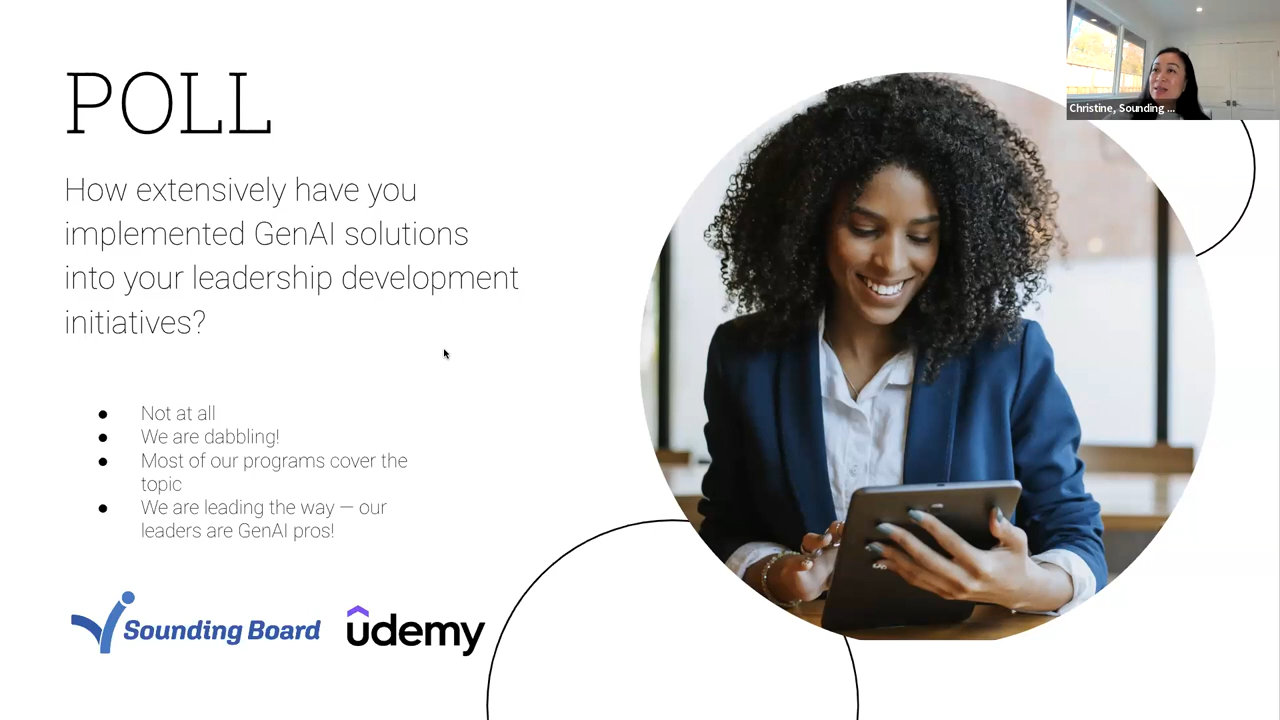 POLL
How extensively have you
implemented GenAI solutions
into your leadership development
initiatives?
● Not at all
● We are dabbling!
● Most of our programs cover the
topic
● We are leading the way — our
leaders are GenAI pros!
Sounding Board
udemy
Christine, Sounding ...